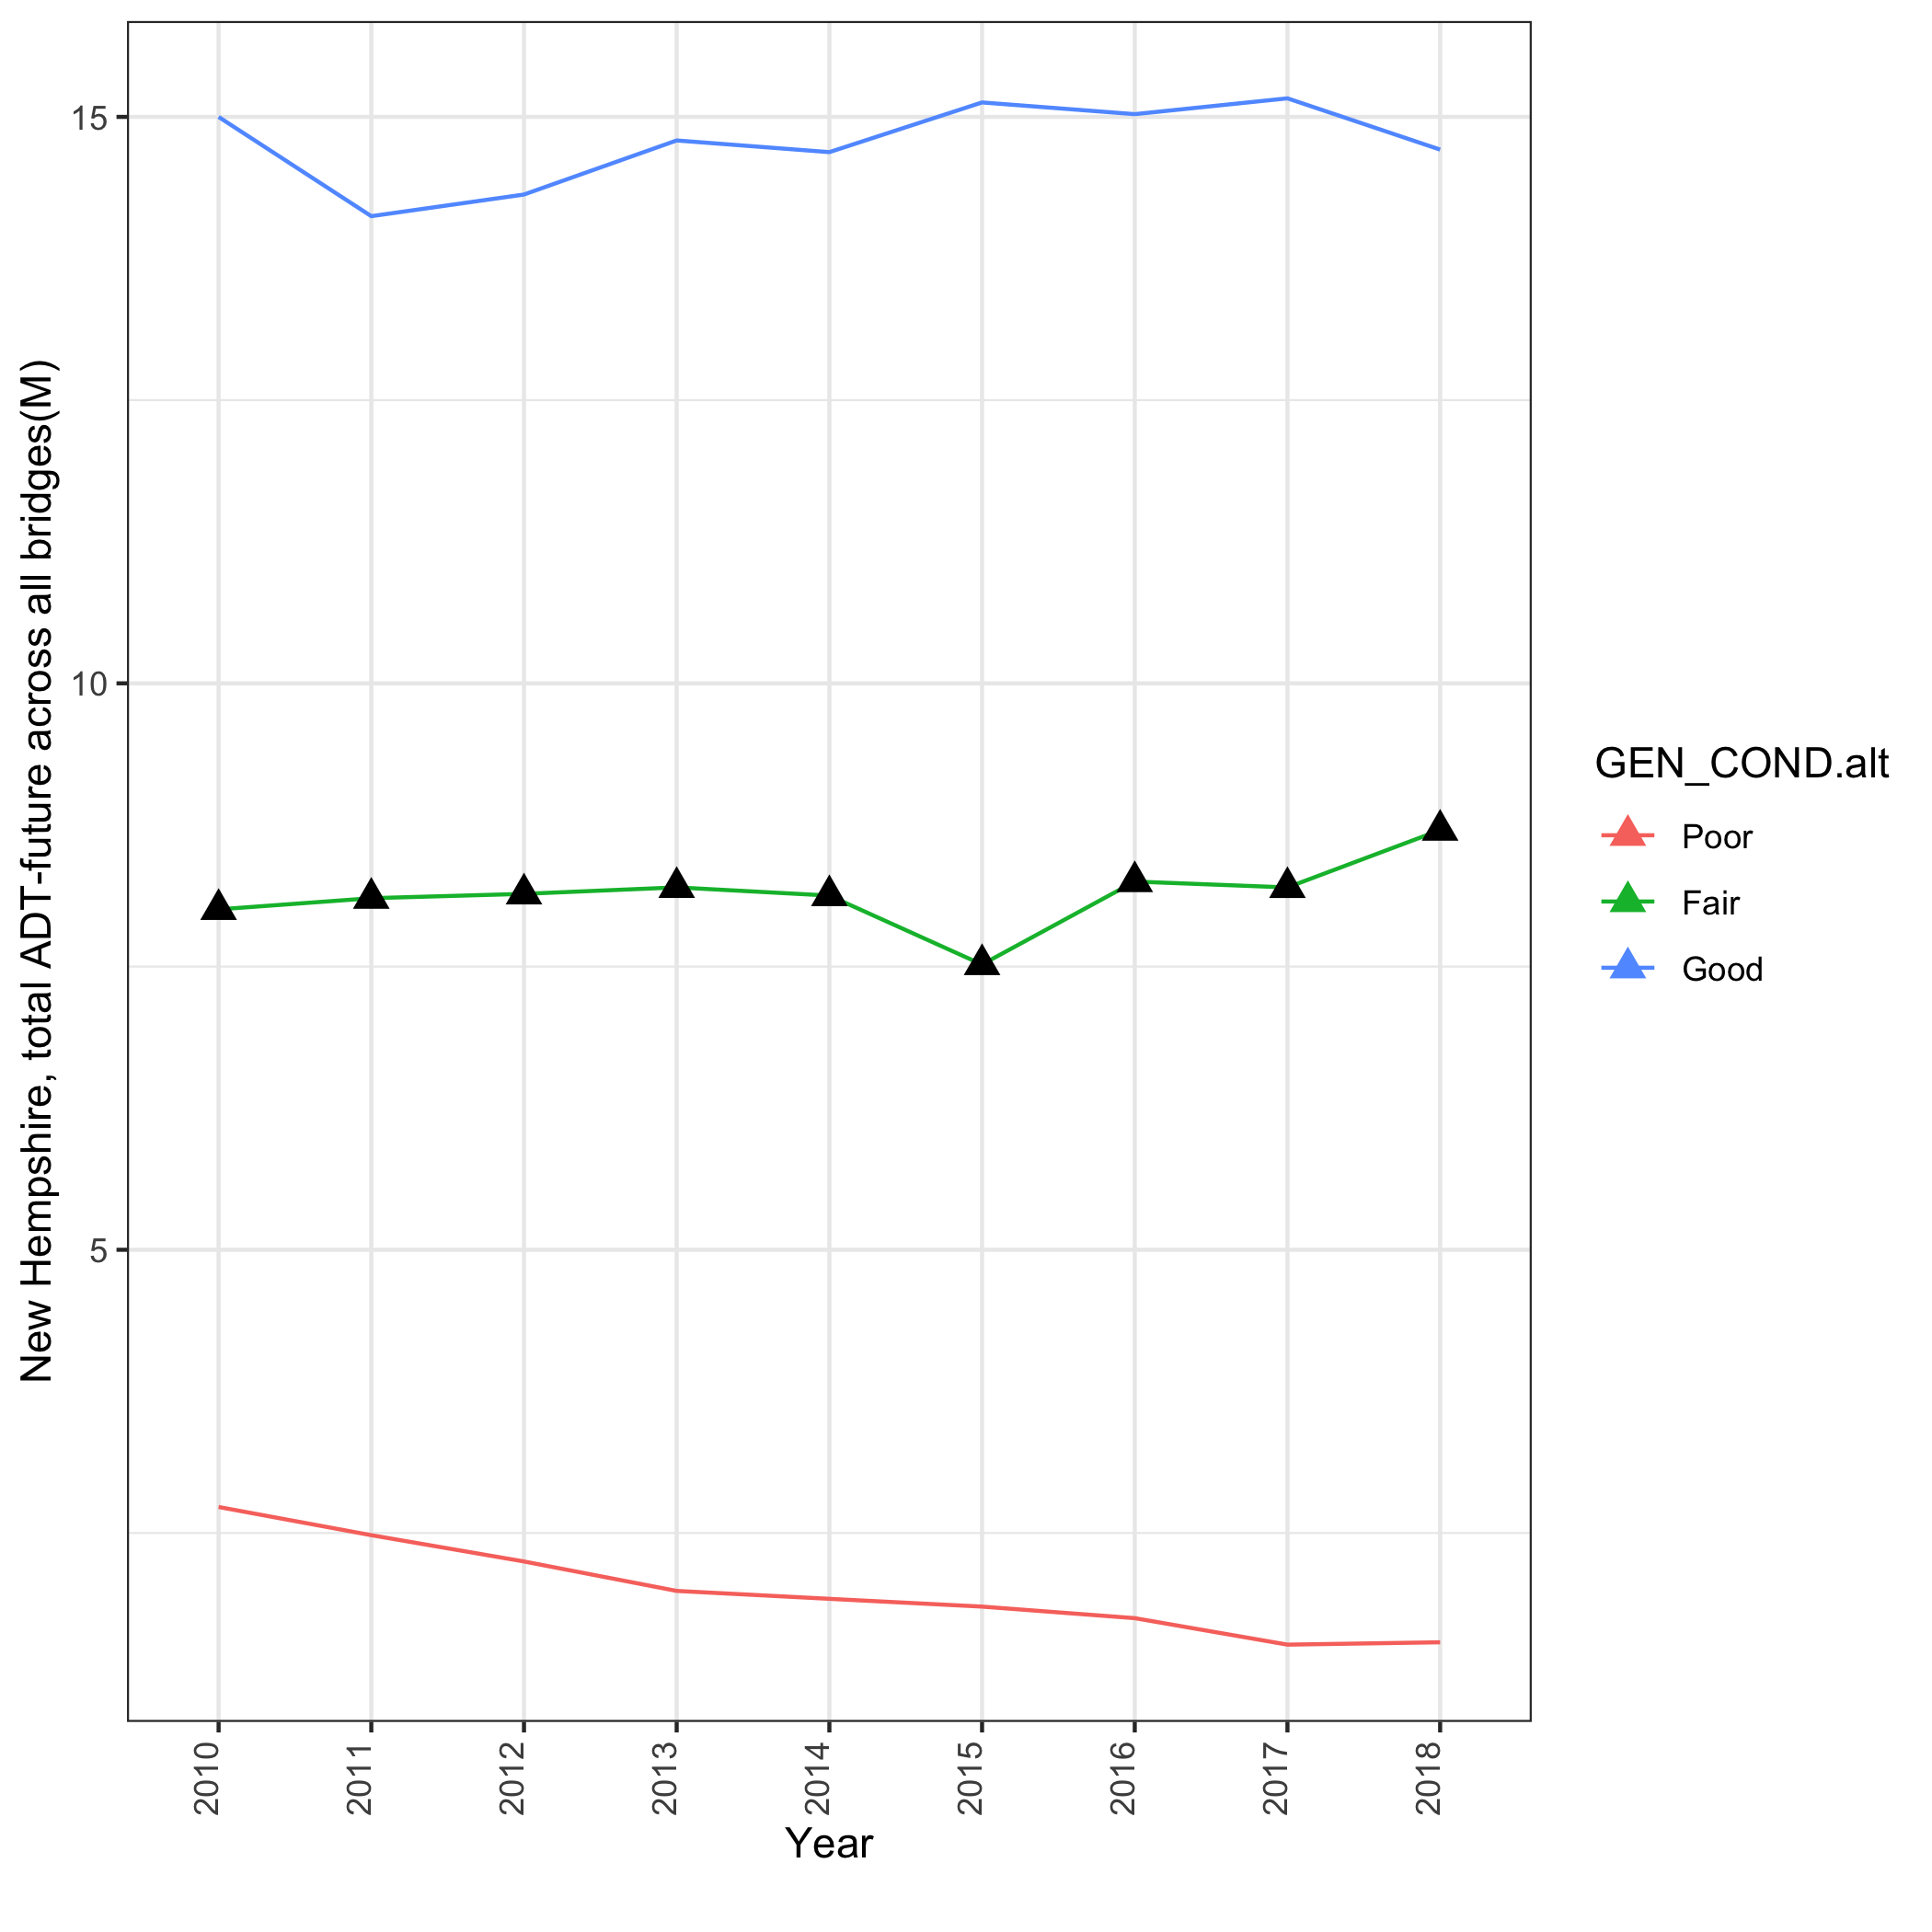 New Hempshire, total ADT-future across all bridges(M)
15
10
5
2010
2011
2012
2013
2014
2015
2016
2017
2018
Year
GEN_COND.alt
Poor
Fair
Good